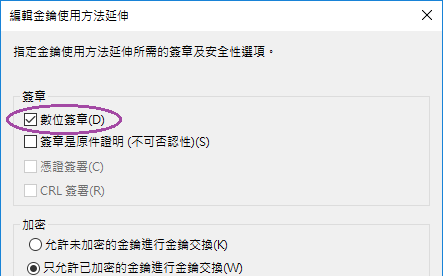 編輯金鑰使用方法延伸
指定金鑰使用方法延伸所需的簽章及安全性選項。
簽章
數位簽章(D)
簽章是原件證明 (不可否認性)(S)
憑證簽署(C)
CRL 簽署(R)
加密
允許未加密的金鑰進行金鑰交換(K)
只允許已加密的金鑰進行金鑰交換(W)